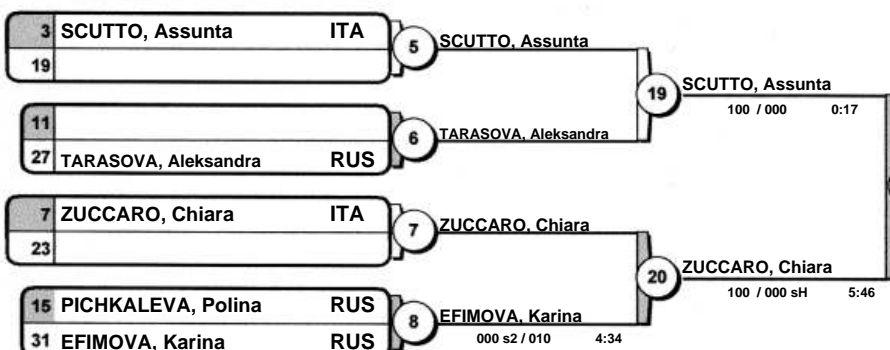 3 SCUTTO, Assunta ITA
19
5
SCUTTO, Assunta
11
27 TARASOVA, Aleksandra RUS
6
TARASOVA, Aleksandra
19
SCUTTO, Assunta
100 / 000 0:17
7 ZUCCARO, Chiara ITA
23
7
ZUCCARO, Chiara
15 PICHKALEVA, Polina RUS
31 EFIMOVA, Karina RUS
8
EFIMOVA, Karina
000 s2 / 010 4:34
20
ZUCCARO, Chiara
100 / 000 sH 5:46